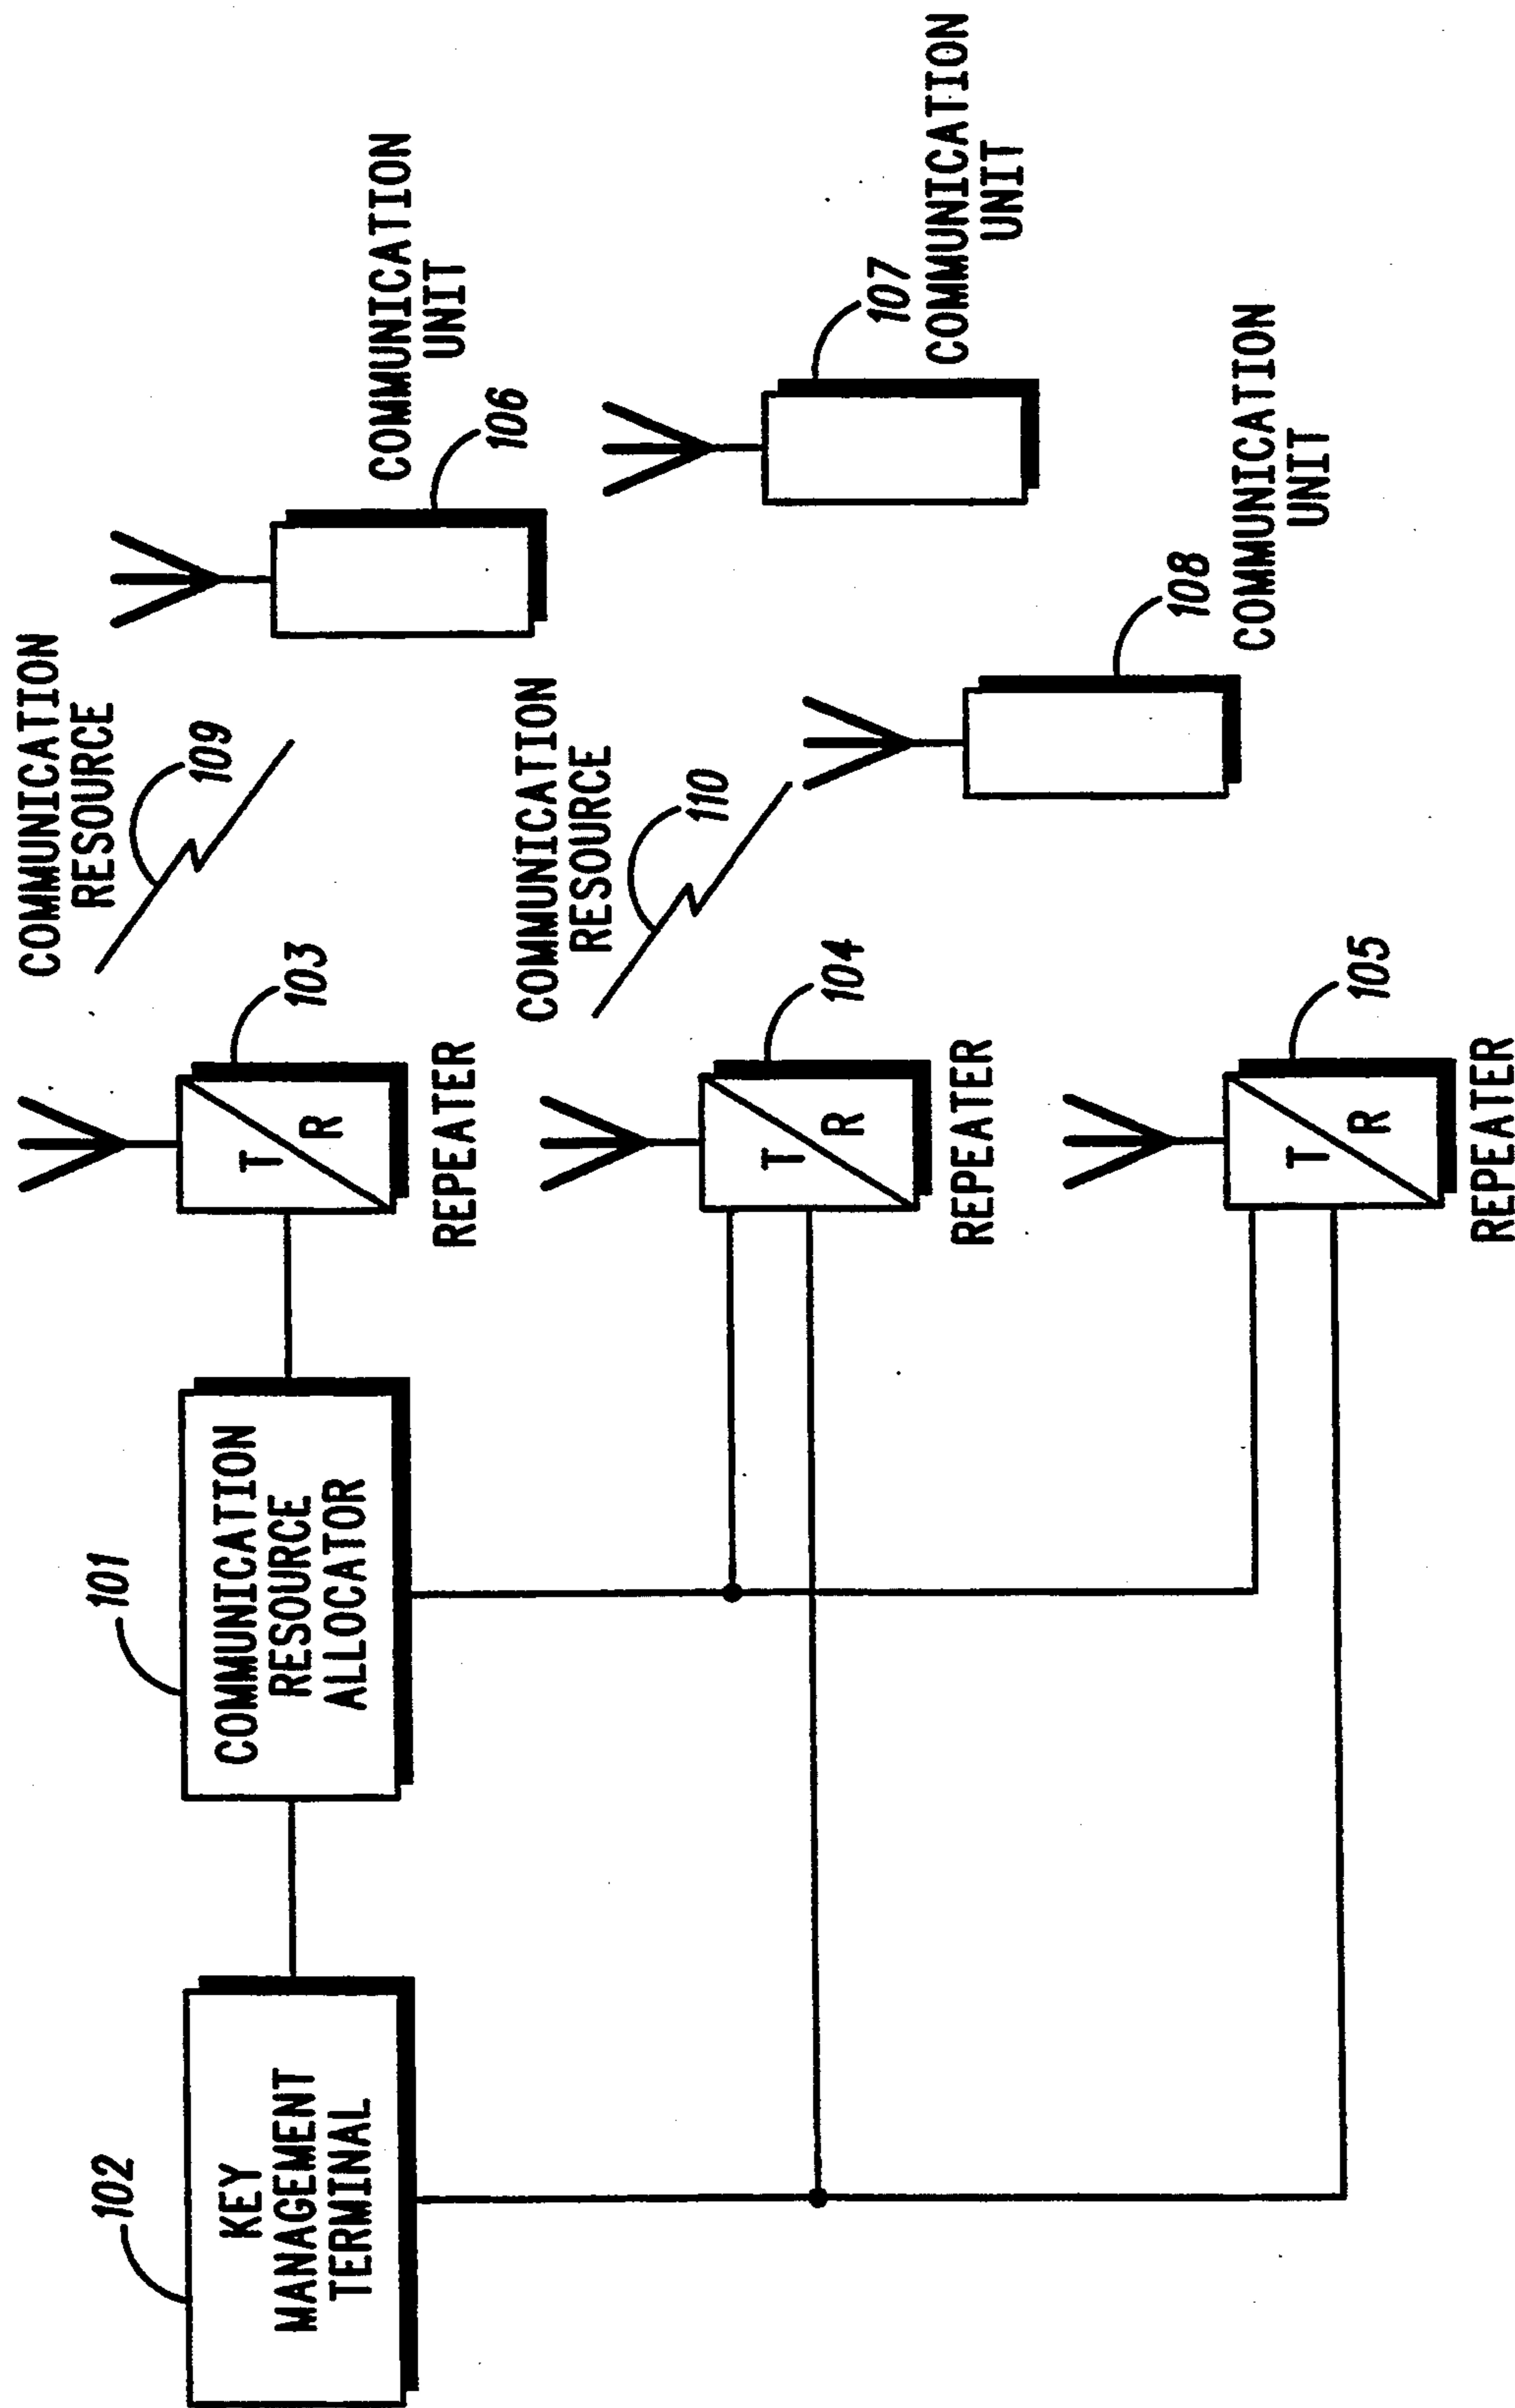 102
KEY
MANAGEMENT
TERMINAL
101
COMMUNICATION
RESOURCE
ALLOCATOR
103
T
R
REPEATER
COMMUNICATION
RESOURCE
109
106
COMMUNICATION
UNIT
104
T
R
REPEATER
COMMUNICATION
RESOURCE
110
107
COMMUNICATION
UNIT
108
COMMUNICATION
UNIT
105
T
R
REPEATER